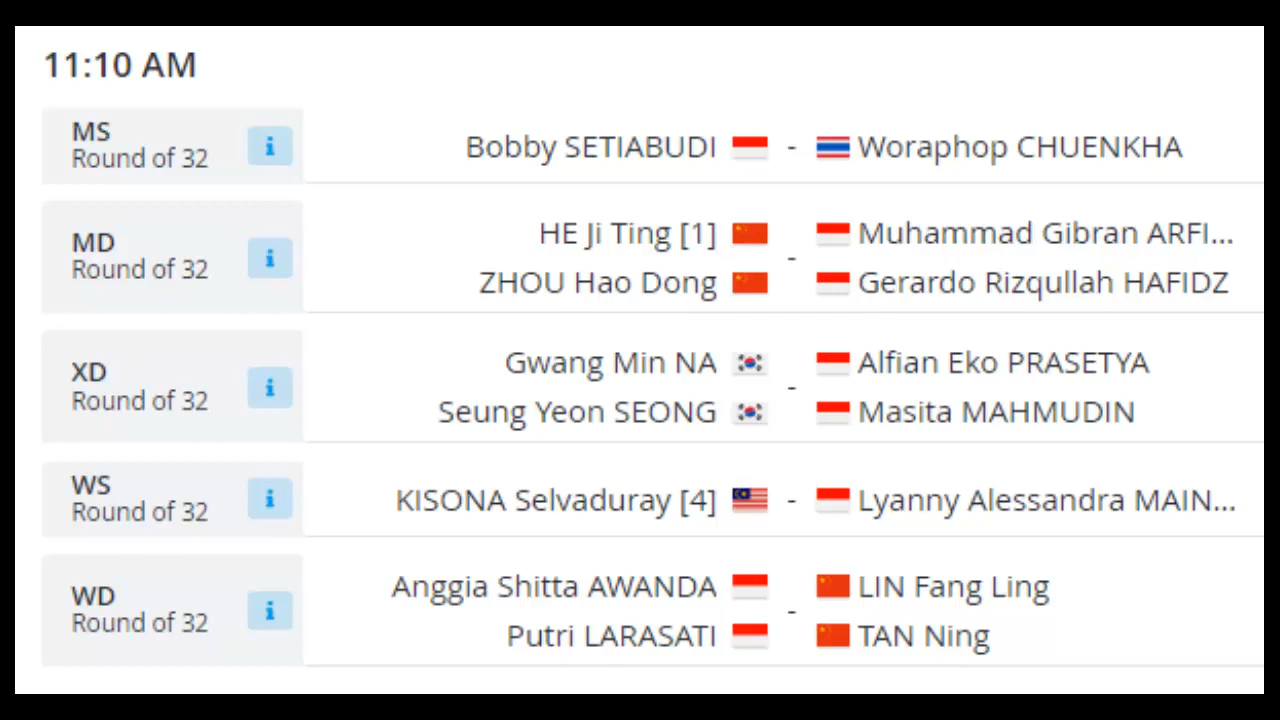 11:10 AM
MS
Round of 32
i
Bobby SETIABUDI - Woraphop CHUENKHA
MD
Round of 32
i
HE Ji Ting [1] Muhammad Gibran ARFI...
-
ZHOU Hao Dong Gerardo Rizqullah HAFIDZ
XD
Round of 32
i
Gwang Min NA Alfian Eko PRASETYA
-
Seung Yeon SEONG Masita MAHMUDIN
WS
Round of 32
i
KISONA Selvaduray [4] - Lyanny Alessandra MAIN...
WD
Round of 32
i
Anggia Shitta AWANDA LIN Fang Ling
-
Putri LARASATI TAN Ning